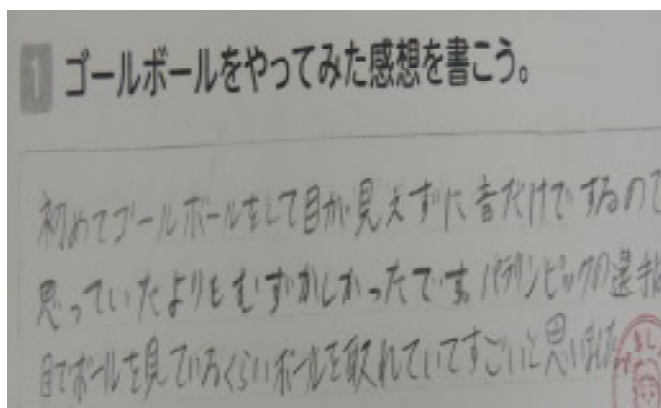 1 ゴールボールをやってみた感想を書こう。
初めてゴールボールをして目が見えずに音だけでするので
思っていたよりもむずかしかったです。パラリンピックの選手
目でボールを見ているくらいボールを取れていてすごいと思いました